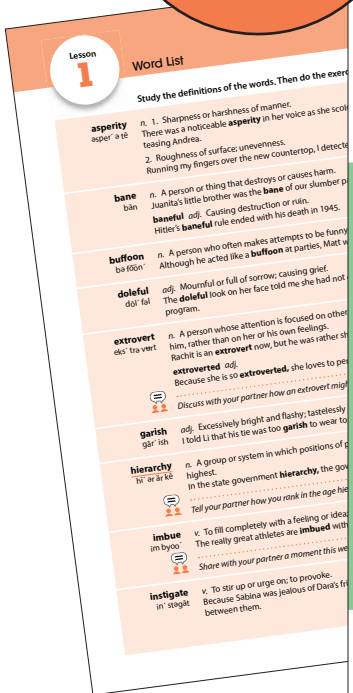 Lesson
1
Word List
Study the definitions of the words. Then do the exerc
asperity
əsper´ ə tē
n. 1. Sharpness or harshness of manner.
There was a noticeable asperity in her voice as she scol
teasing Andrea.
2. Roughness of surface; unevenness.
Running my fingers over the new countertop, I detecte
bane
bān
n. A person or thing that destroys or causes harm.
Juanita's little brother was the bane of our slumber pa
baneful adj. Causing destruction or ruin.
Hitler's baneful rule ended with his death in 1945.
buffoon
bə fo͞on´
n. A person who often makes attempts to be funny
Although he acted like a buffoon at parties, Matt w
doleful
dōl´ fəl
adj. Mournful or full of sorrow; causing grief.
The doleful look on her face told me she had not
program.
extrovert
eks´ trə vərt
n. A person whose attention is focused on other
him, rather than on her or his own feelings.
Rachit is an extrovert now, but he was rather sh
extroverted adj.
Because she is so extroverted, she loves to per
Discuss with your partner how an extrovert migh
garish
gār´ ish
adj. Excessively bright and flashy; tastelessly
I told Li that his tie was too garish to wear to
hierarchy
hī´ ər är kē
n. A group or system in which positions of p
highest.
In the state government hierarchy, the gov
Tell your partner how you rank in the age hie
imbue
im byo͞o´
v. To fill completely with a feeling or idea
The really great athletes are imbued with
Share with your partner a moment this we
instigate
in´ stəgāt
v. To stir up or urge on; to provoke.
Because Sabina was jealous of Dara's fri
between them.